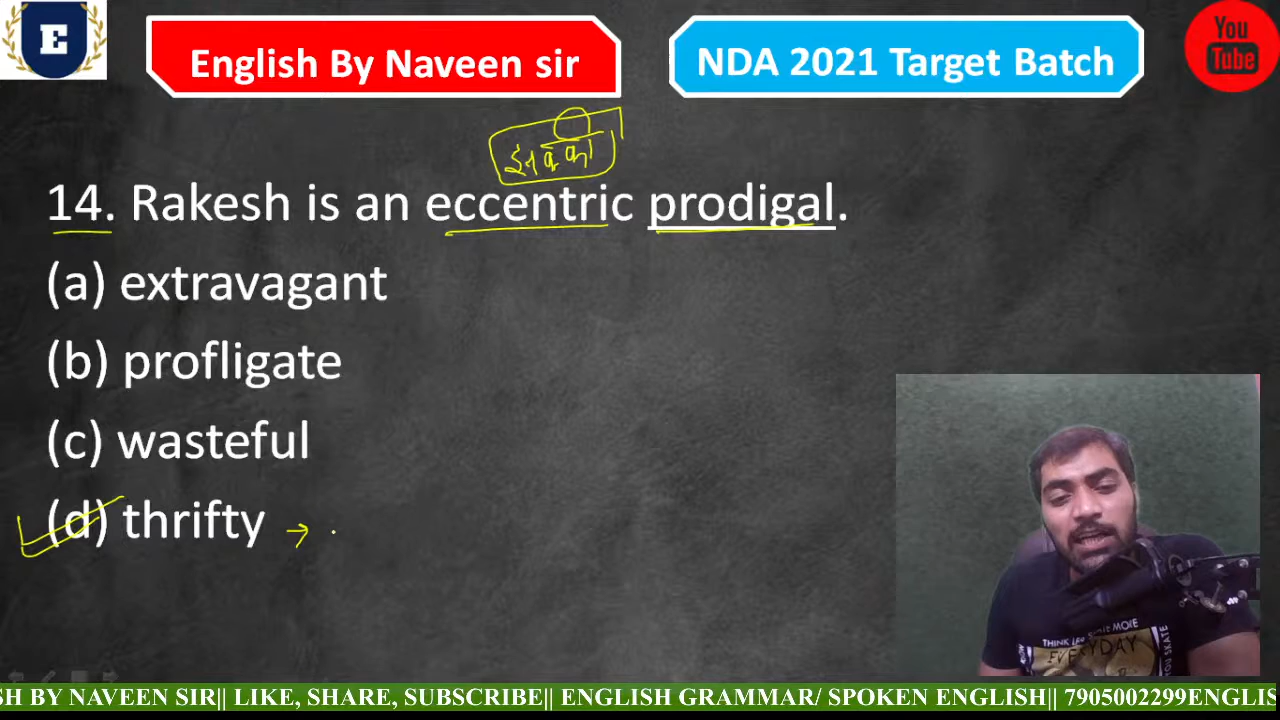 E
English By Naveen sir
NDA 2021 Target Batch
You
Tube
14. Rakesh is an eccentric prodigal.
(a) extravagant
(b) profligate
(c) wasteful
(d) thrifty
EVERYDAY
SH BY NAVEEN SIR|| LIKE, SHARE, SUBSCRIBE|| ENGLISH GRAMMAR/ SPOKEN ENGLISH|| 7905002299ENGLIS